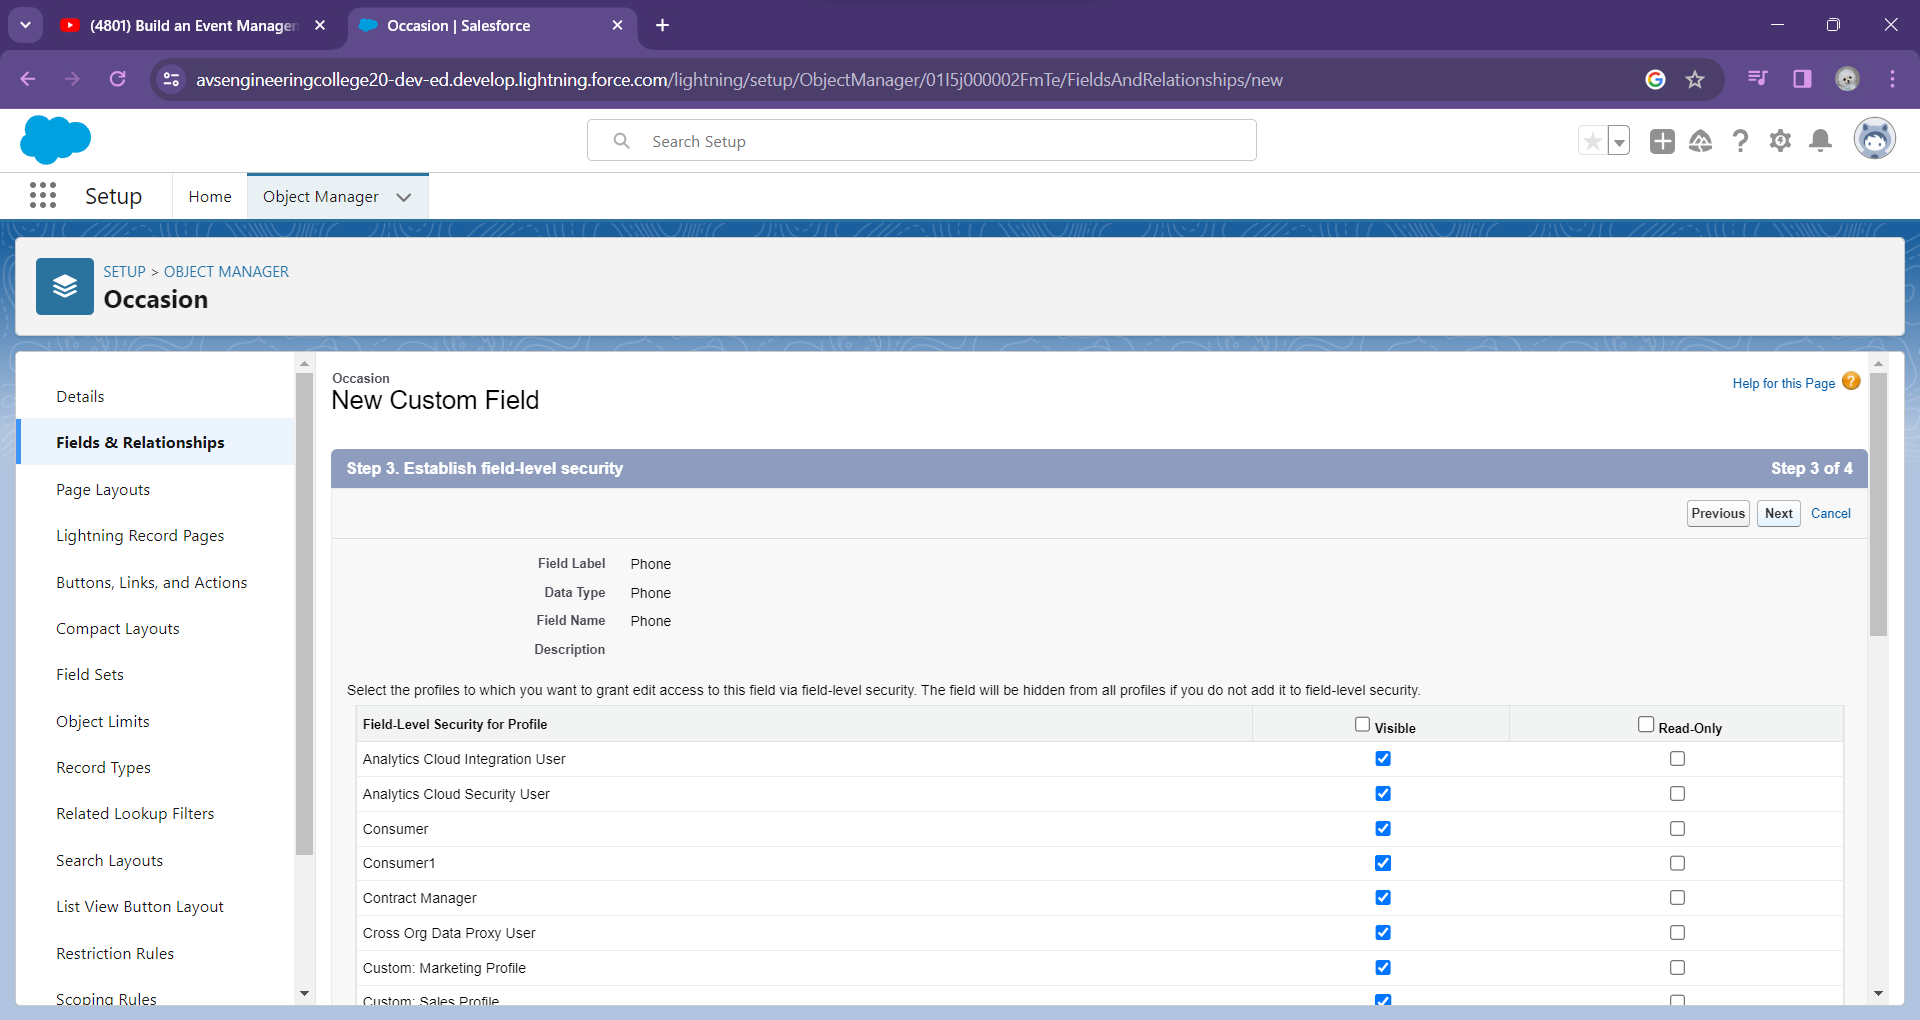 (4801) Build an Event Manager
Occasion | Salesforce
avsengineeringcollege20-dev-ed.develop.lightning.force.com/lightning/setup/ObjectManager/01I5j000002FmTe/FieldsAndRelationships/new
Search Setup
Setup
Home
Object Manager
SETUP > OBJECT MANAGER
Occasion
Details
Fields & Relationships
Page Layouts
Lightning Record Pages
Buttons, Links, and Actions
Compact Layouts
Field Sets
Object Limits
Record Types
Related Lookup Filters
Search Layouts
List View Button Layout
Restriction Rules
Scoping Rules
Occasion
New Custom Field
Help for this Page ?
Step 3. Establish field-level security
Step 3 of 4
Previous Next Cancel
Field Label Phone
Data Type Phone
Field Name Phone
Description
Select the profiles to which you want to grant edit access to this field via field-level security. The field will be hidden from all profiles if you do not add it to field-level security.
Field-Level Security for Profile Visible Read-Only
Analytics Cloud Integration User
Analytics Cloud Security User
Consumer
Consumer1
Contract Manager
Cross Org Data Proxy User
Custom: Marketing Profile
Custom: Sales Profile